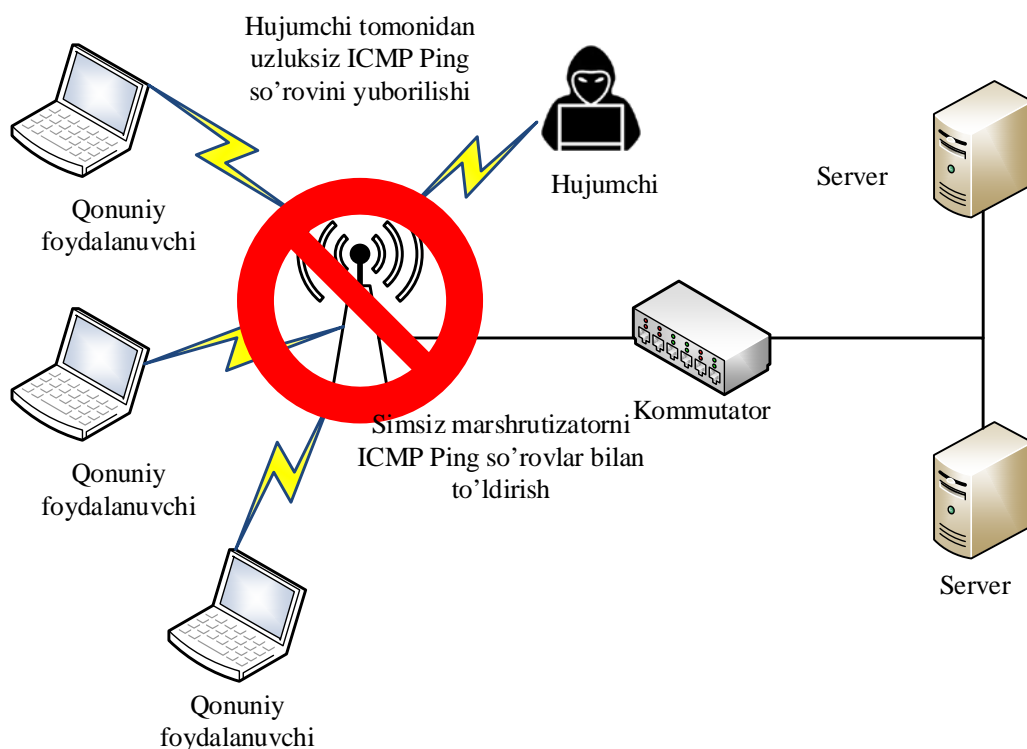 Hujumchi tomonidan
uzluksiz ICMP Ping
so’rovini yuborilishi
Hujumchi
Server
Qonuniy
foydalanuvchi
Kommutator
Simsiz marshrutizatorni
ICMP Ping so’rovlar bilan
to’ldirish
Qonuniy
foydalanuvchi
Server
Qonuniy
foydalanuvchi